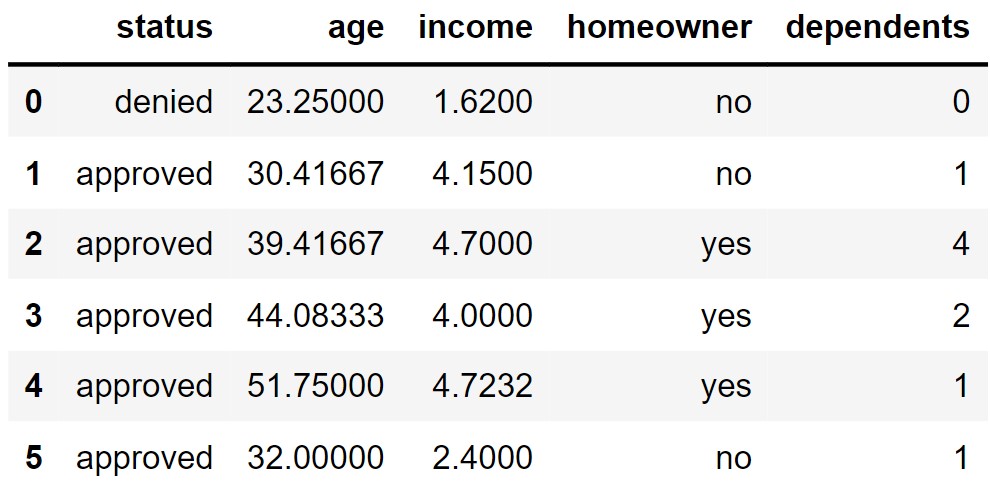 status age income homeowner dependents
0 denied 23.25000 1.6200 no 0
1 approved 30.41667 4.1500 no 1
2 approved 39.41667 4.7000 yes 4
3 approved 44.08333 4.0000 yes 2
4 approved 51.75000 4.7232 yes 1
5 approved 32.00000 2.4000 no 1